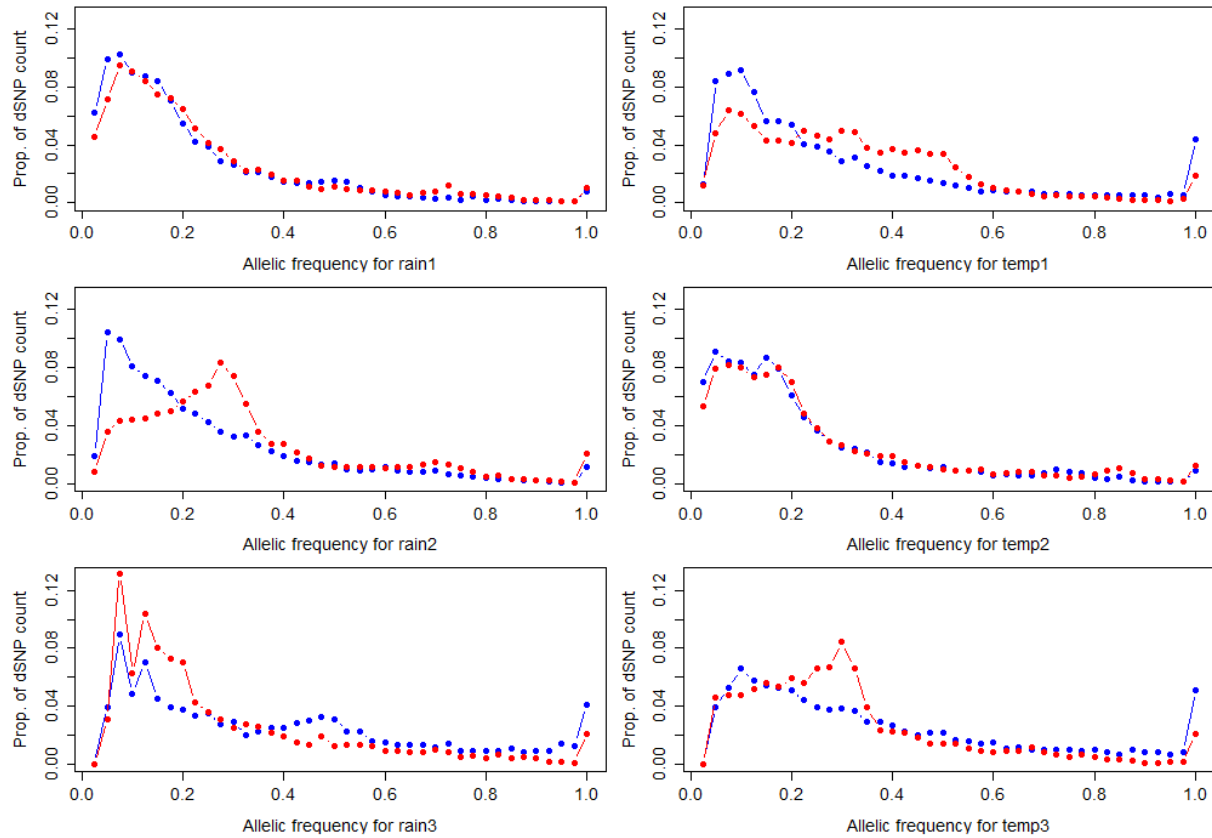 Prop. of dSNP count
0.00 0.04 0.08 0.12
0.0 0.2 0.4 0.6 0.8 1.0
Allelic frequency for rain1
Prop. of dSNP count
0.00 0.04 0.08 0.12
0.0 0.2 0.4 0.6 0.8 1.0
Allelic frequency for temp1
Prop. of dSNP count
0.00 0.04 0.08 0.12
0.0 0.2 0.4 0.6 0.8 1.0
Allelic frequency for rain2
Prop. of dSNP count
0.00 0.04 0.08 0.12
0.0 0.2 0.4 0.6 0.8 1.0
Allelic frequency for temp2
Prop. of dSNP count
0.00 0.04 0.08 0.12
0.0 0.2 0.4 0.6 0.8 1.0
Allelic frequency for rain3
Prop. of dSNP count
0.00 0.04 0.08 0.12
0.0 0.2 0.4 0.6 0.8 1.0
Allelic frequency for temp3